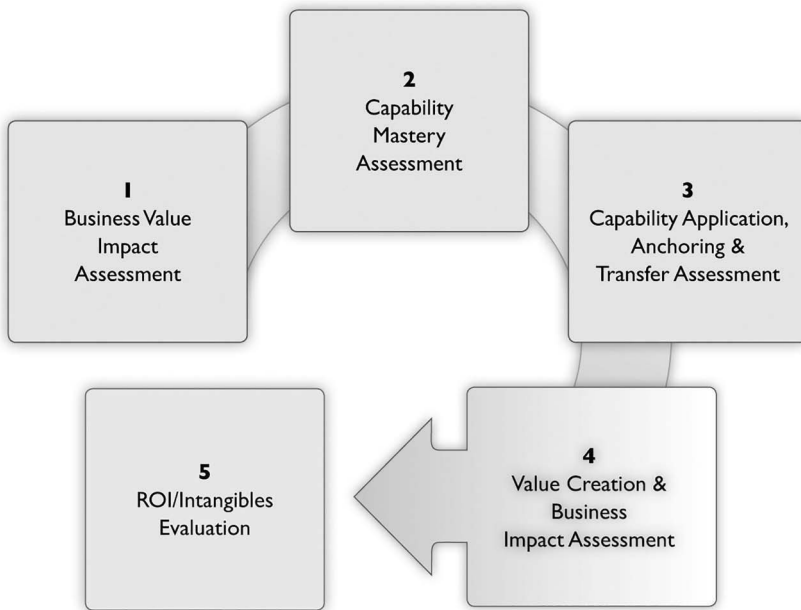 1
Business Value
Impact
Assessment
2
Capability
Mastery
Assessment
3
Capability Application,
Anchoring &
Transfer Assessment
4
Value Creation &
Business
Impact Assessment
5
ROI/Intangibles
Evaluation